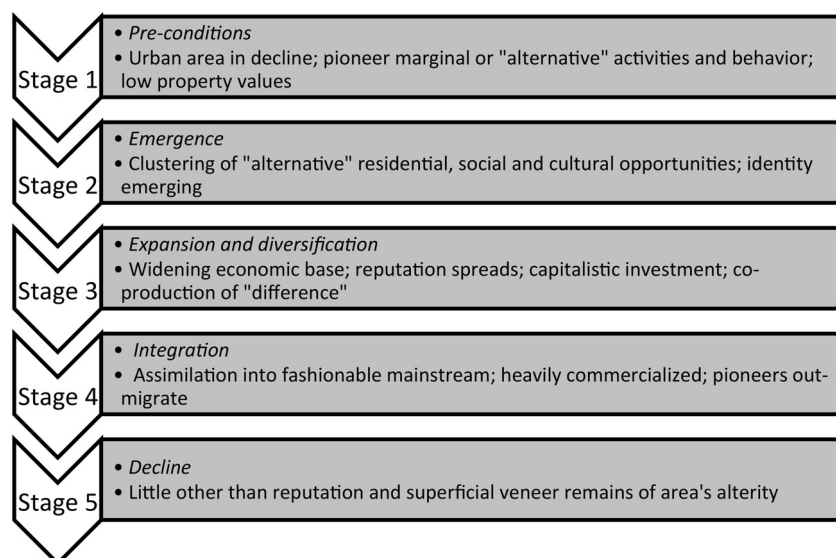 Stage 1
• Pre-conditions
• Urban area in decline; pioneer marginal or "alternative" activities and behavior;
low property values
Stage 2
• Emergence
• Clustering of "alternative" residential, social and cultural opportunities; identity
emerging
Stage 3
• Expansion and diversification
• Widening economic base; reputation spreads; capitalistic investment; co-
production of "difference"
Stage 4
• Integration
• Assimilation into fashionable mainstream; heavily commercialized; pioneers out-
migrate
Stage 5
• Decline
• Little other than reputation and superficial veneer remains of area's alterity